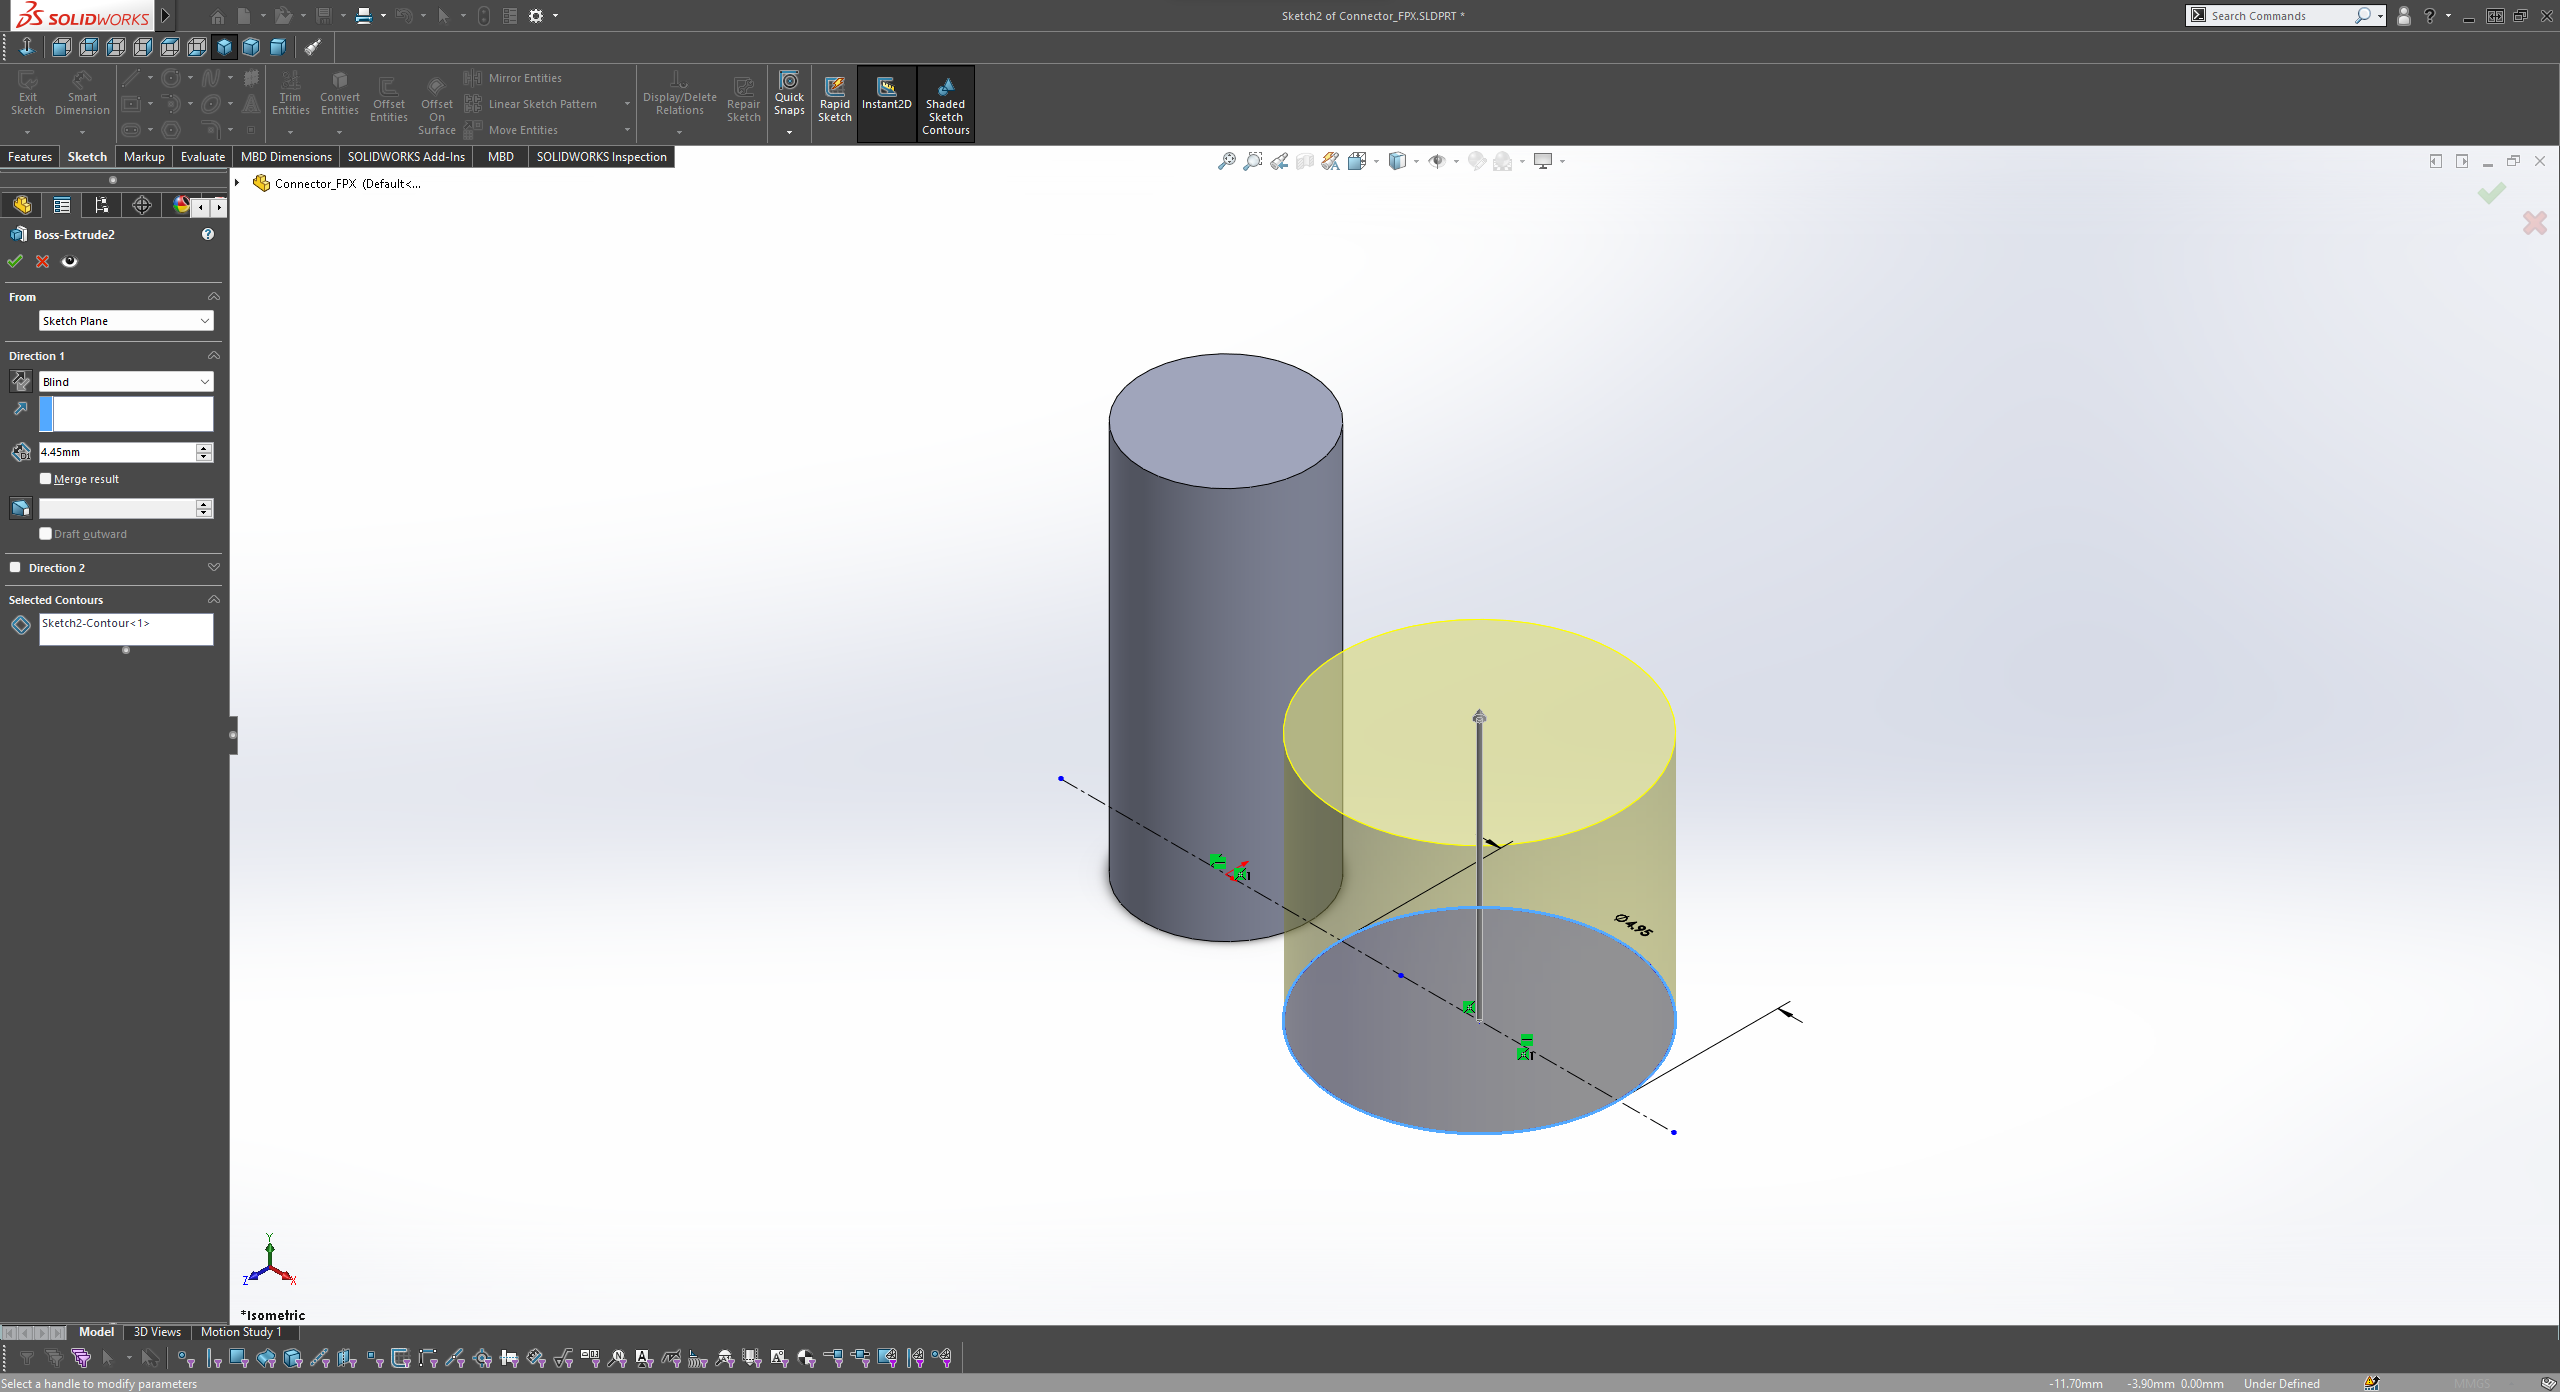 SOLIDWORKS
Sketch2 of Connector_FPX.SLDPRT *
Search Commands
Exit Sketch
Smart Dimension
Trim Entities
Convert Entities
Offset Entities
Offset On Surface
Mirror Entities
Linear Sketch Pattern
Move Entities
Display/Delete Relations
Repair Sketch
Quick Snaps
Rapid Sketch
Instant2D
Shaded Sketch Contours
Features
Sketch
Markup
Evaluate
MBD Dimensions
SOLIDWORKS Add-Ins
MBD
SOLIDWORKS Inspection
Connector_FPX (Default<...
Boss-Extrude2
From
Sketch Plane
Direction 1
Blind
4.45mm
Merge result
Draft outward
Direction 2
Selected Contours
Sketch2-Contour<1>
Ø4.95
Y
Z
X
*Isometric
Model
3D Views
Motion Study 1
Select a handle to modify parameters
-11.70mm
-3.90mm
0.00mm
Under Defined
MMGS